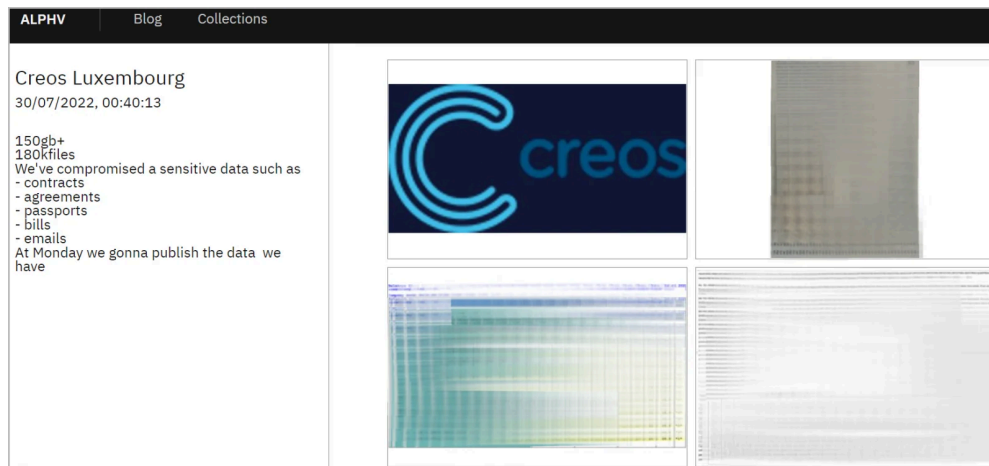 ALPHV
Blog
Collections
Creos Luxembourg
30/07/2022, 00:40:13
150gb+
180kfiles
We've compromised a sensitive data such as
- contracts
- agreements
- passports
- bills
- emails
At Monday we gonna publish the data we
have
creos